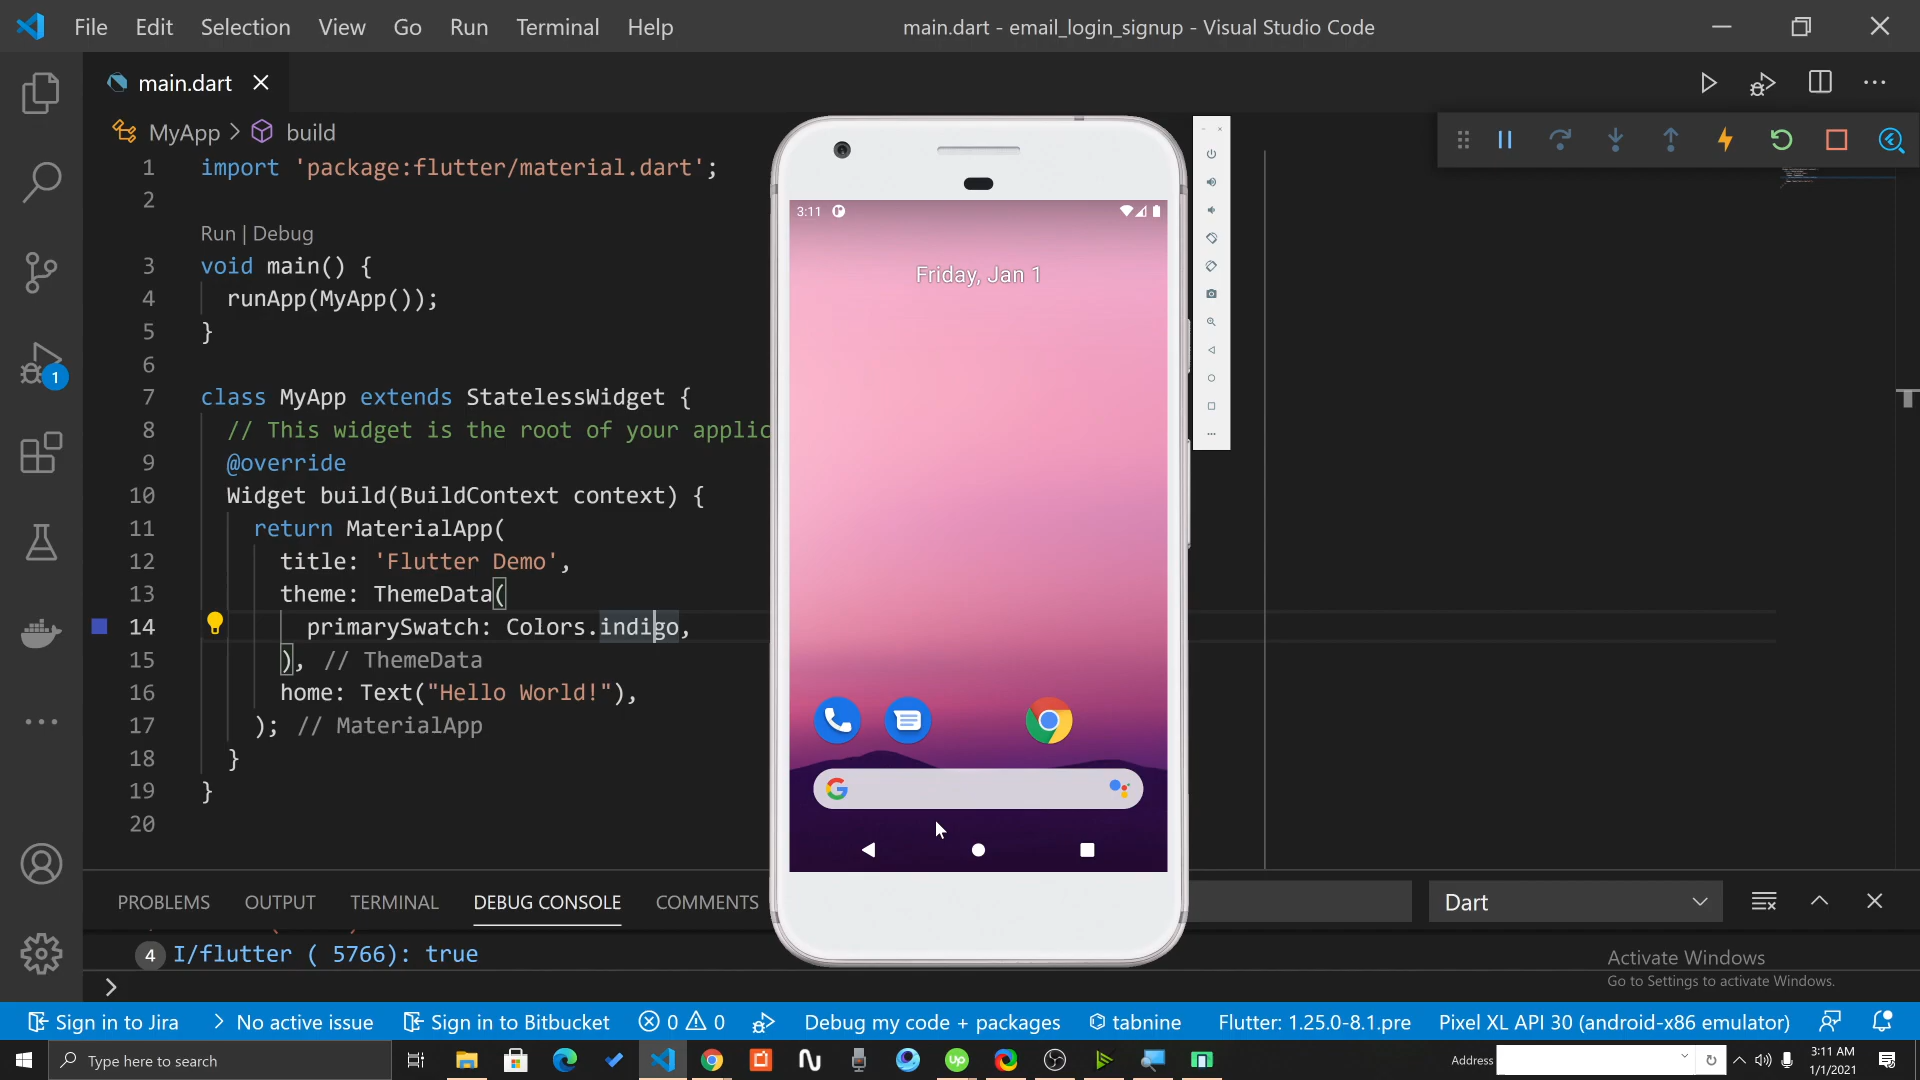 File Edit Selection View Go Run Terminal Help
main.dart - email_login_signup - Visual Studio Code
main.dart
MyApp > build
1 import 'package:flutter/material.dart';
2
Run | Debug
3 void main() {
4 runApp(MyApp());
5 }
6
7 class MyApp extends StatelessWidget {
8 // This widget is the root of your applic
9 @override
10 Widget build(BuildContext context) {
11 return MaterialApp(
12 title: 'Flutter Demo',
13 theme: ThemeData(
14 primarySwatch: Colors.indigo,
15 ), // ThemeData
16 home: Text("Hello World!"),
17 ); // MaterialApp
18 }
19 }
20
1
3:11
Friday, Jan 1
PROBLEMS OUTPUT TERMINAL DEBUG CONSOLE COMMENTS
Dart
4 I/flutter ( 5766): true
Activate Windows
Go to Settings to activate Windows.
Sign in to Jira No active issue Sign in to Bitbucket 0 0 Debug my code + packages tabnine Flutter: 1.25.0-8.1.pre Pixel XL API 30 (android-x86 emulator)
Type here to search
Up
Address
3:11 AM
1/1/2021